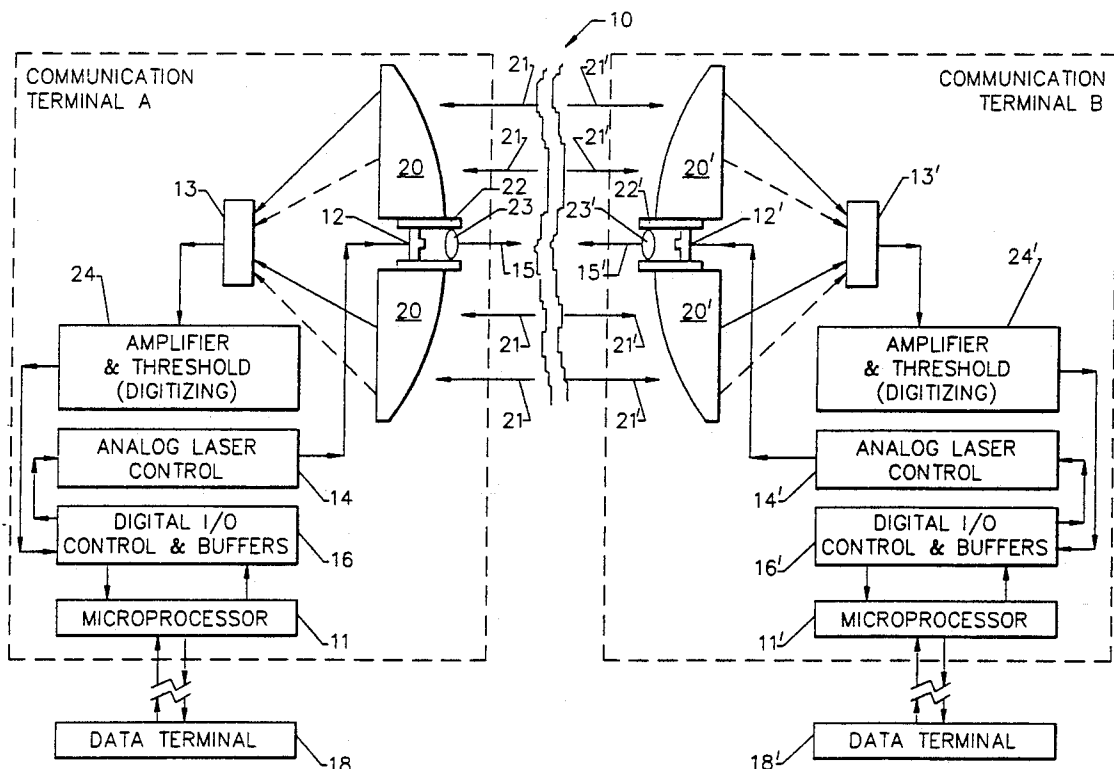 10
COMMUNICATION
TERMINAL A
COMMUNICATION
TERMINAL B
21
21'
21
21'
20
20'
13
13'
22
22'
12
23
23'
12'
15
15'
20
20'
24
24'
21
21'
AMPLIFIER
& THRESHOLD
(DIGITIZING)
AMPLIFIER
& THRESHOLD
(DIGITIZING)
21
21'
ANALOG LASER
CONTROL
ANALOG LASER
CONTROL
14
14'
DIGITAL I/O
CONTROL & BUFFERS
DIGITAL I/O
CONTROL & BUFFERS
16
16'
MICROPROCESSOR
MICROPROCESSOR
11
11'
DATA TERMINAL
DATA TERMINAL
18
18'